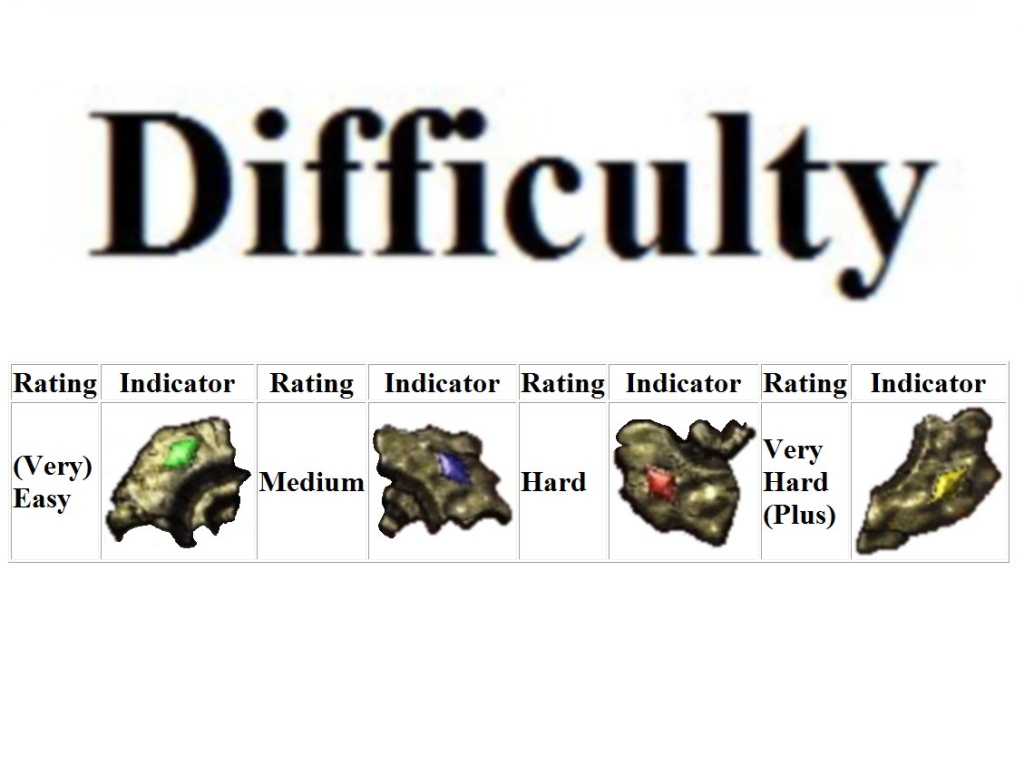 Difficulty
Rating Indicator Rating Indicator Rating Indicator Rating Indicator
(Very)
Easy
Medium
Hard
Very
Hard
(Plus)